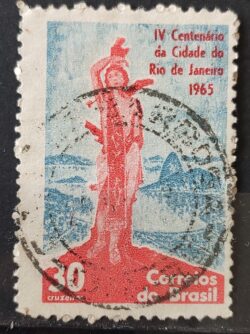 IV Centenário
da Cidade do
Rio de Janeiro
1965
30
cruzeiros
Correios
do Brasil